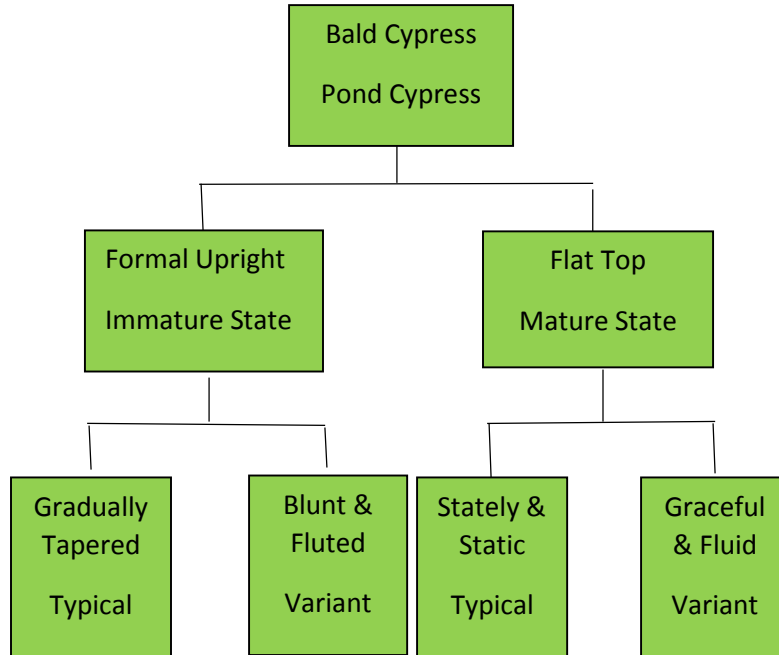 Bald Cypress
Pond Cypress
Formal Upright
Immature State
Flat Top
Mature State
Gradually
Tapered
Typical
Blunt &
Fluted
Variant
Stately &
Static
Typical
Graceful
& Fluid
Variant